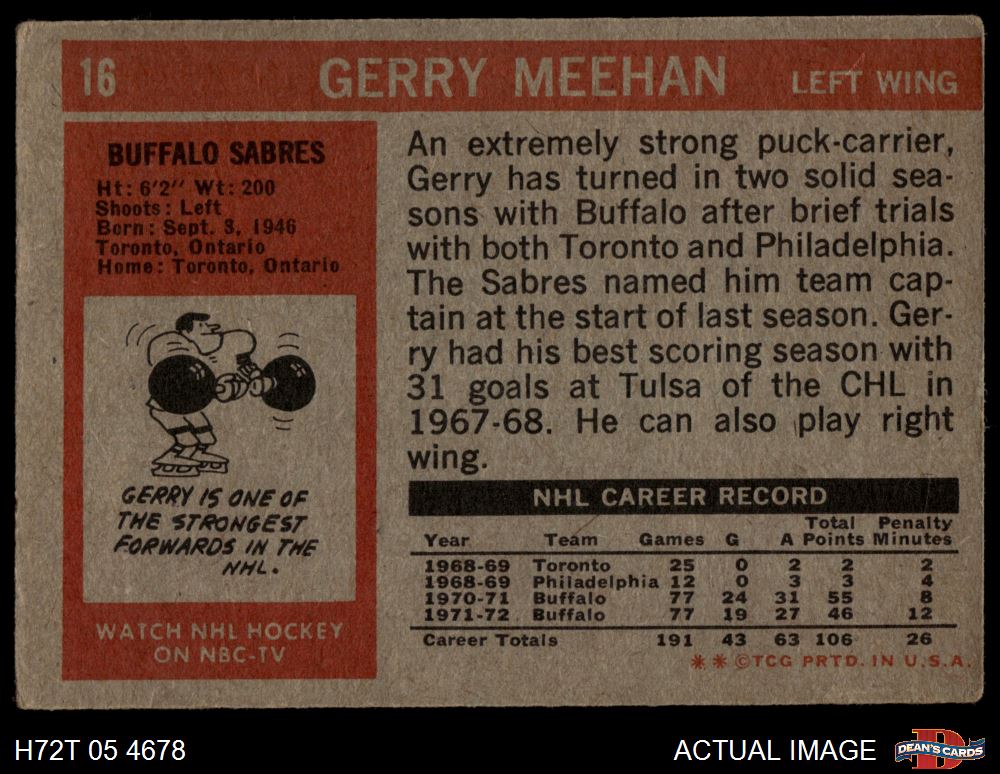 16 GERRY MEEHAN LEFT WING
BUFFALO SABRES
Ht: 6'2" Wt: 200
Shoots: Left
Born: Sept. 3, 1946
Toronto, Ontario
Home: Toronto, Ontario
GERRY IS ONE OF
THE STRONGEST
FORWARDS IN THE
NHL.
WATCH NHL HOCKEY
ON NBC-TV
An extremely strong puck-carrier,
Gerry has turned in two solid sea-
sons with Buffalo after brief trials
with both Toronto and Philadelphia.
The Sabres named him team cap-
tain at the start of last season. Ger-
ry had his best scoring season with
31 goals at Tulsa of the CHL in
1967-68. He can also play right
wing.
NHL CAREER RECORD
Total Penalty
Year Team Games G A Points Minutes
1968-69 Toronto 25 0 2 2 2
1968-69 Philadelphia 12 0 3 3 4
1970-71 Buffalo 77 24 31 55 8
1971-72 Buffalo 77 19 27 46 12
Career Totals 191 43 63 106 26
* * ©TCG PRTD. IN U.S.A.
H72T 05 4678 ACTUAL IMAGE DEAN'S CARDS